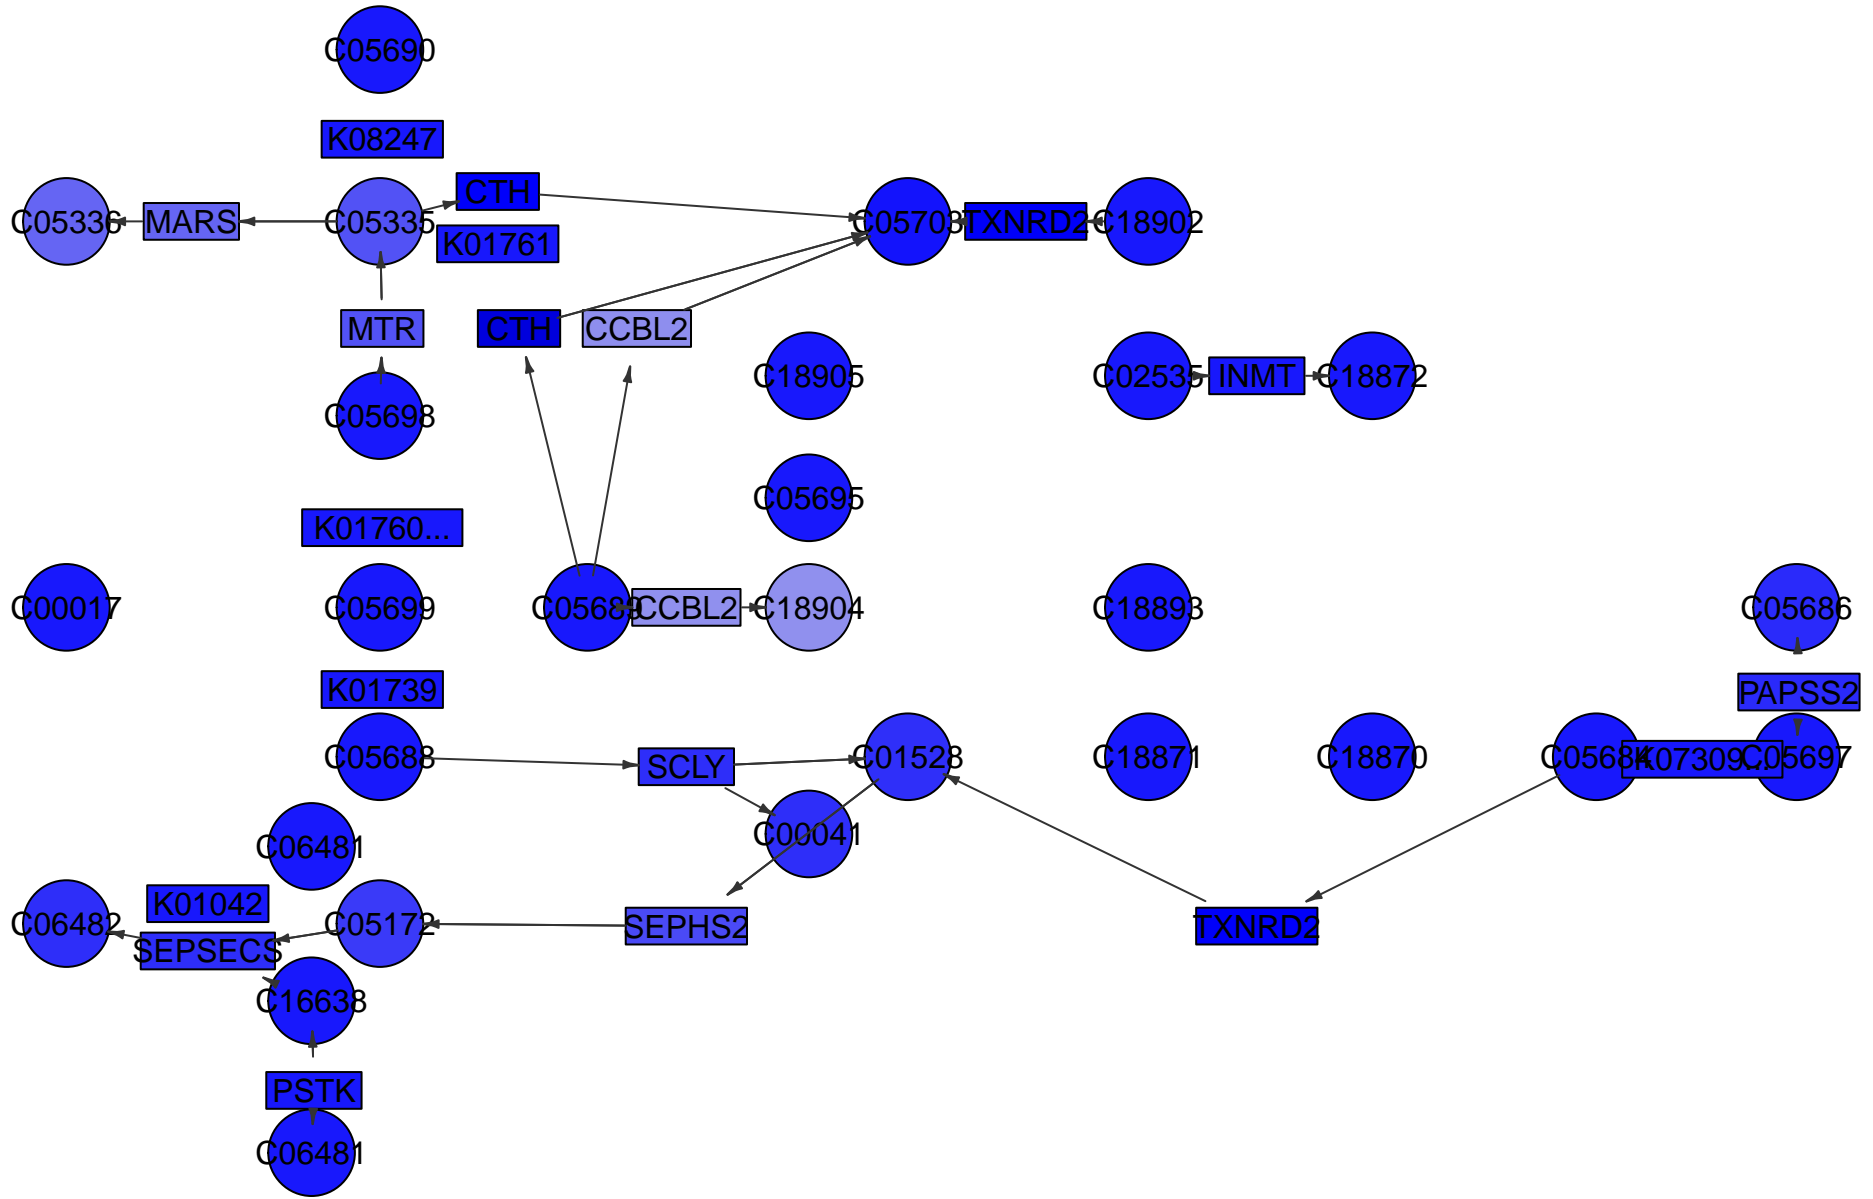 C05690
K08247
CTH
C05336
MARS
C05335
C05703
TXNRD2
C18902
K01761
MTR
CTH
CCBL2
C18905
C02535
INMT
C18872
C05698
C05695
K01760...
C00017
C05699
C05689
CCBL2
C18904
C18893
C05686
K01739
PAPSS2
C05688
SCLY
C01528
C18871
C18870
C05684
K07309...
C05697
C00041
C06481
K01042
C06482
C05172
SEPHS2
TXNRD2
SEPSECS
C16638
PSTK
C06481